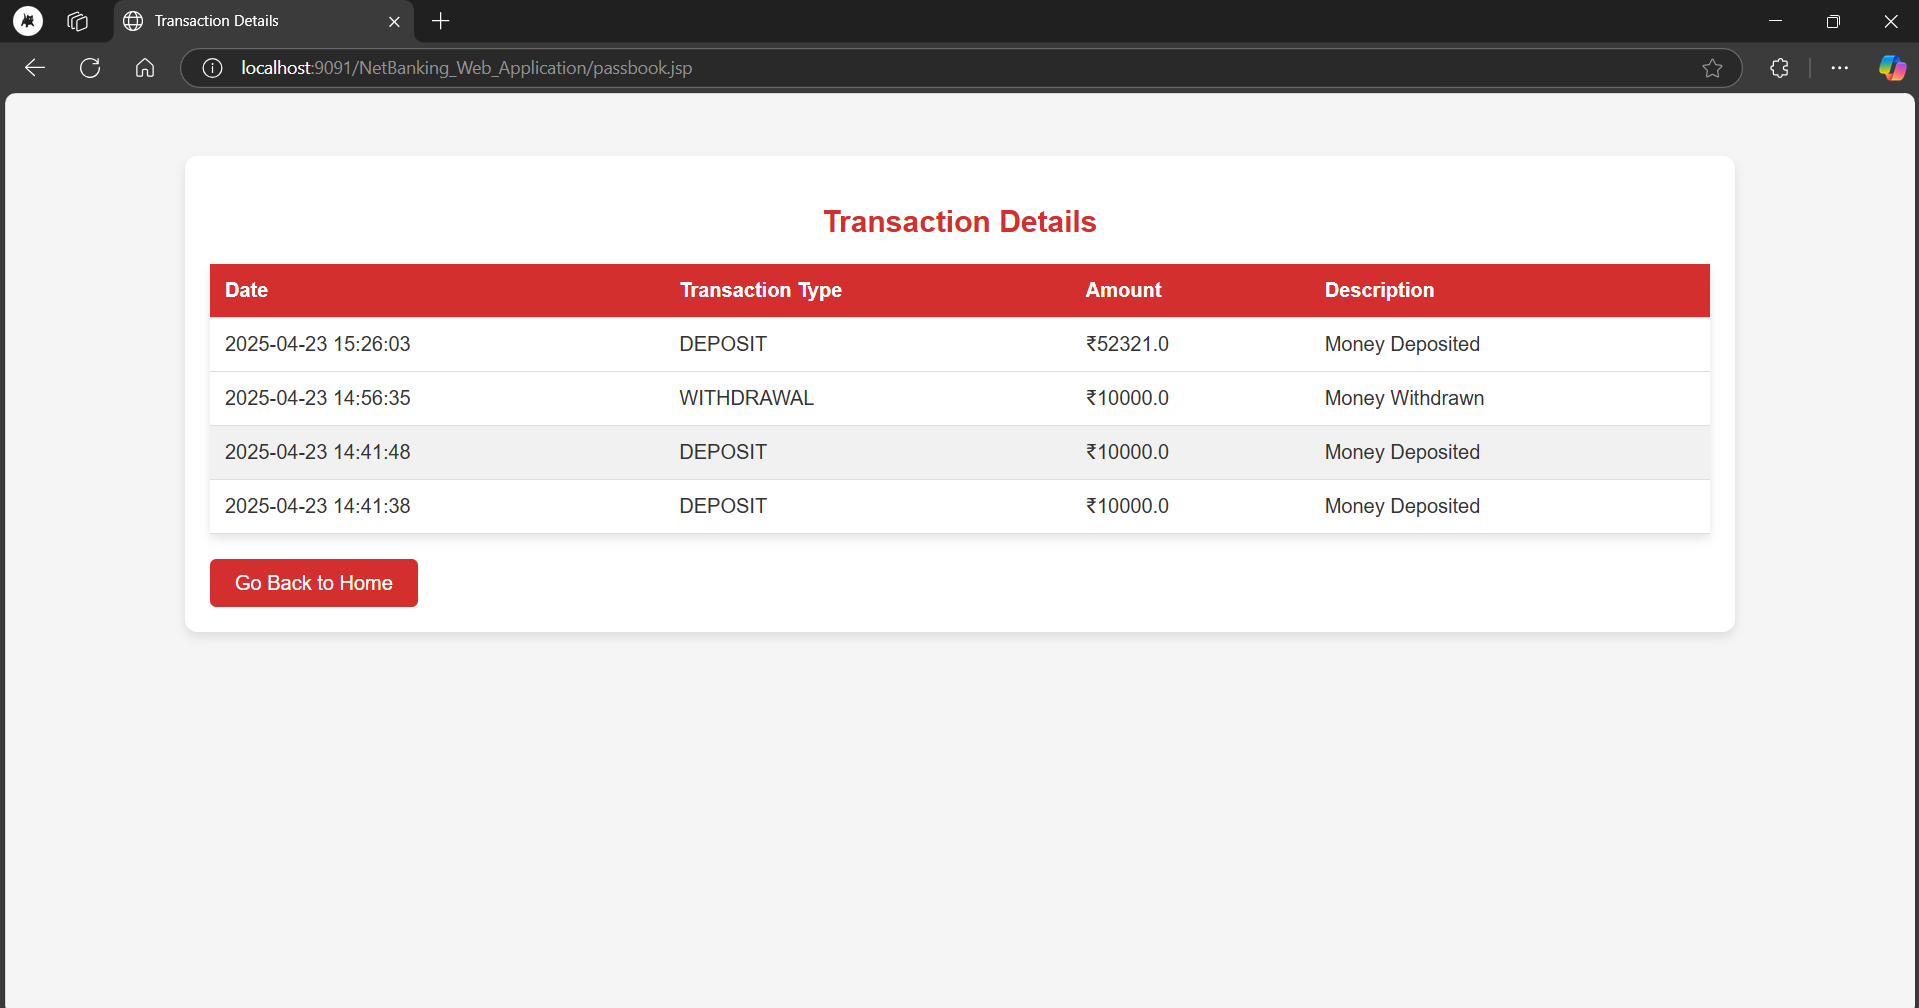 Transaction Details
localhost:9091/NetBanking_Web_Application/passbook.jsp
Transaction Details
Date Transaction Type Amount Description
2025-04-23 15:26:03 DEPOSIT ₹52321.0 Money Deposited
2025-04-23 14:56:35 WITHDRAWAL ₹10000.0 Money Withdrawn
2025-04-23 14:41:48 DEPOSIT ₹10000.0 Money Deposited
2025-04-23 14:41:38 DEPOSIT ₹10000.0 Money Deposited
Go Back to Home